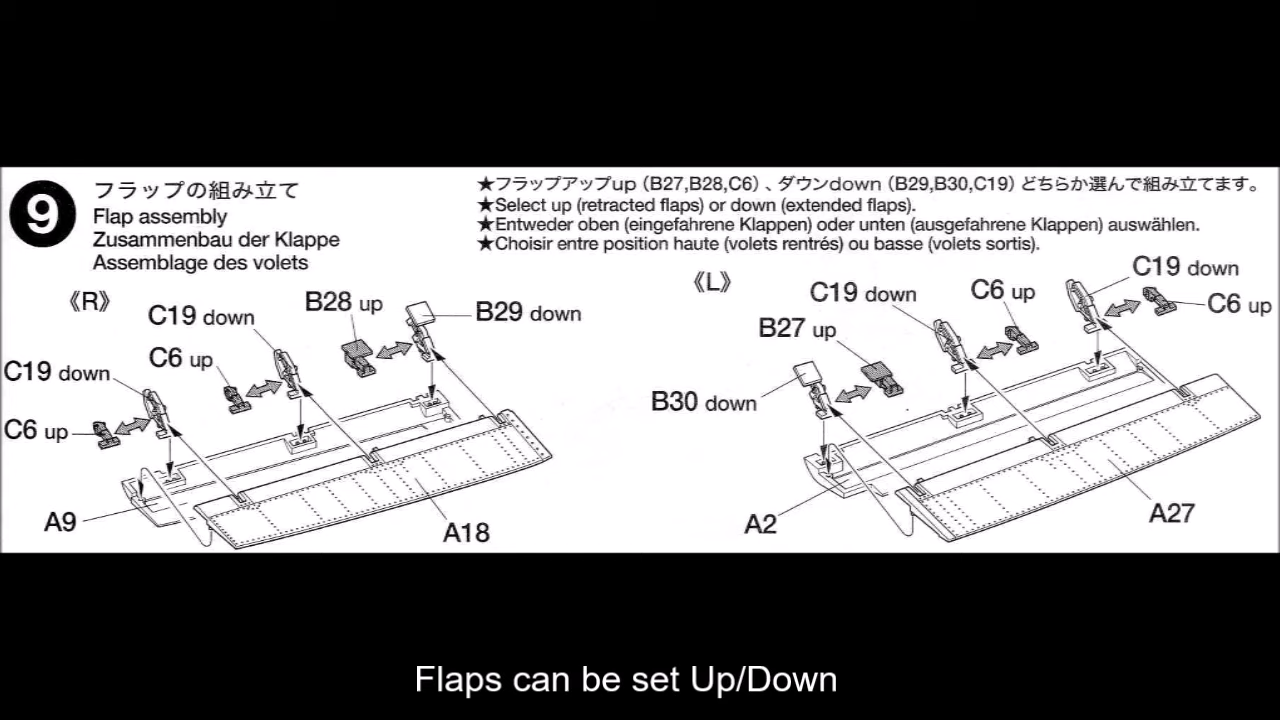 9
フラップの組み立て
Flap assembly
Zusammenbau der Klappe
Assemblage des volets
★フラップアップup（B27,B28,C6）、ダウンdown（B29,B30,C19）どちらか選んで組み立てます。
★Select up (retracted flaps) or down (extended flaps).
★Entweder oben (eingefahrene Klappen) oder unten (ausgefahrene Klappen) auswählen.
★Choisir entre position haute (volets rentrés) ou basse (volets sortis).
《R》
B28 up
B29 down
C19 down
C6 up
C19 down
C6 up
A9
A18
《L》
C19 down
C6 up
C19 down
C6 up
B27 up
B30 down
A2
A27
Flaps can be set Up/Down